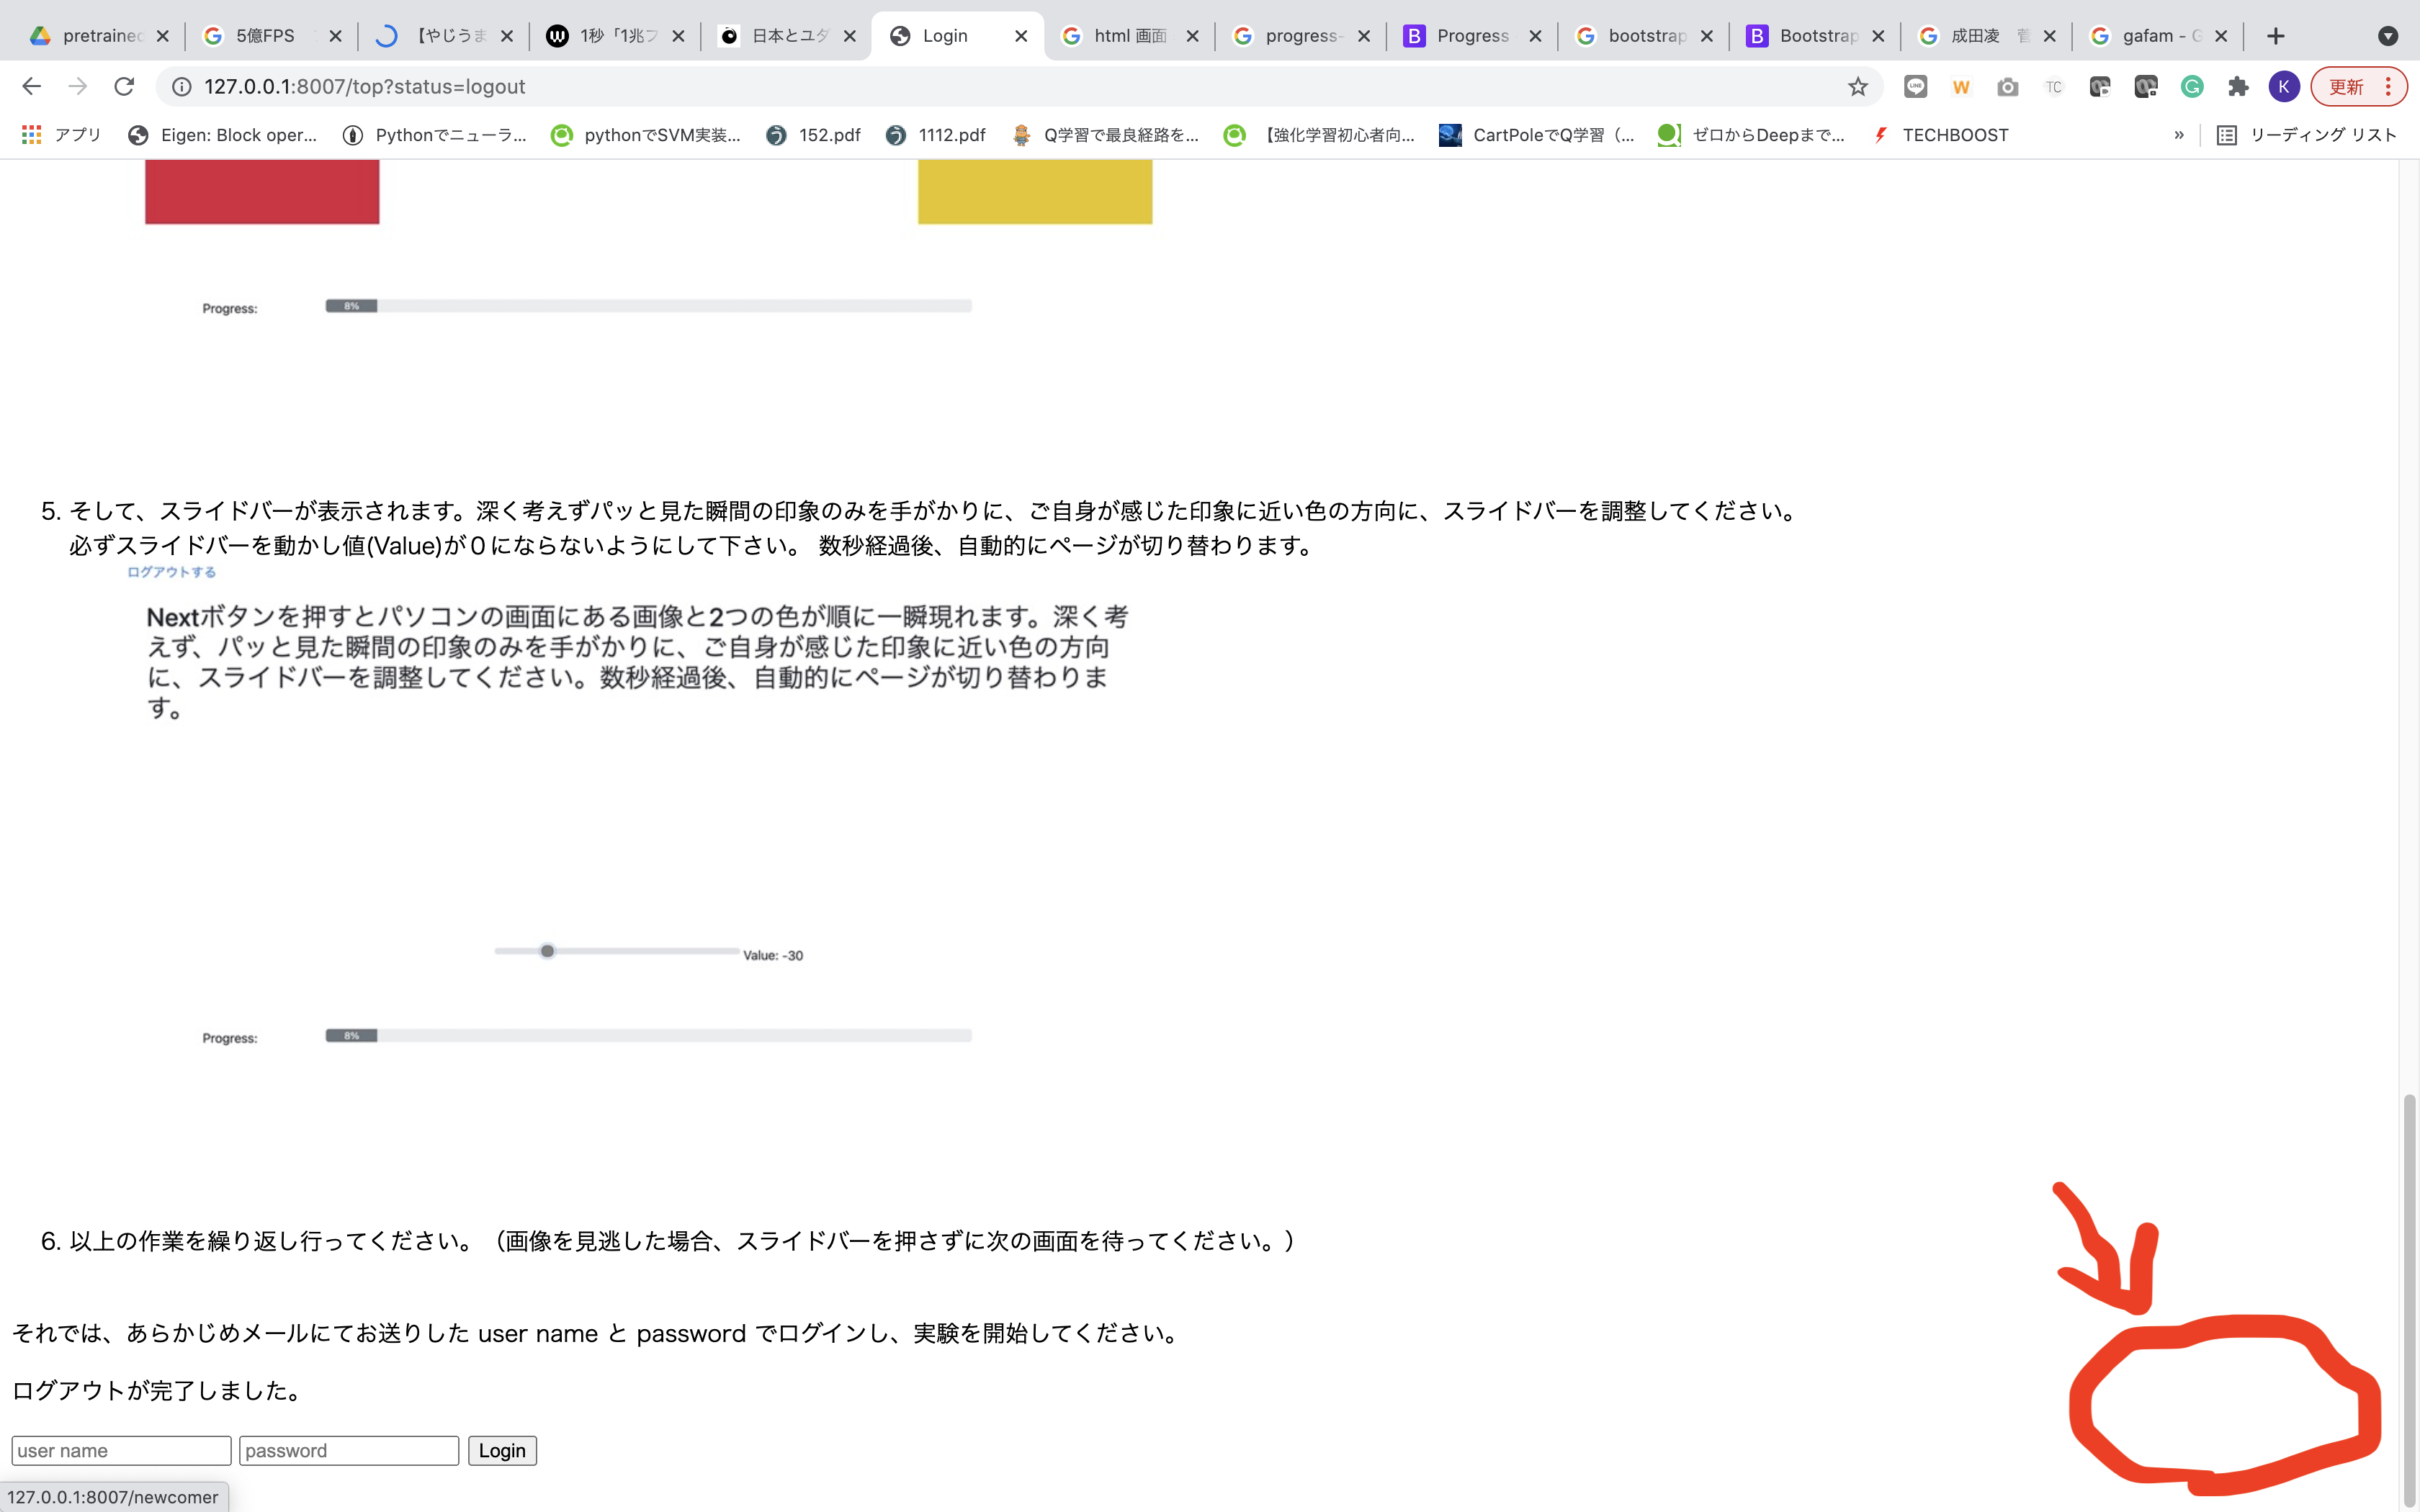 pretrained
5億FPS
【やじうま
1秒「1兆フ
日本とユダ
Login
html 画面
progress-
Progress
bootstrap
Bootstrap
成田凌 菅
gafam - G
127.0.0.1:8007/top?status=logout
W
TC
K
更新
アプリ
Eigen: Block oper...
Pythonでニューラ...
pythonでSVM実装...
152.pdf
1112.pdf
Q学習で最良経路を...
【強化学習初心者向...
CartPoleでQ学習（...
ゼロからDeepまで...
TECHBOOST
»
リーディング リスト
Progress: 8%
5. そして、スライドバーが表示されます。深く考えずパッと見た瞬間の印象のみを手がかりに、ご自身が感じた印象に近い色の方向に、スライドバーを調整してください。
必ずスライドバーを動かし値(Value)が０にならないようにして下さい。 数秒経過後、自動的にページが切り替わります。
ログアウトする
Nextボタンを押すとパソコンの画面にある画像と2つの色が順に一瞬現れます。深く考
えず、パッと見た瞬間の印象のみを手がかりに、ご自身が感じた印象に近い色の方向
に、スライドバーを調整してください。数秒経過後、自動的にページが切り替わりま
す。
Value: -30
Progress: 8%
6. 以上の作業を繰り返し行ってください。（画像を見逃した場合、スライドバーを押さずに次の画面を待ってください。）
それでは、あらかじめメールにてお送りした user name と password でログインし、実験を開始してください。
ログアウトが完了しました。
user name password Login
127.0.0.1:8007/newcomer